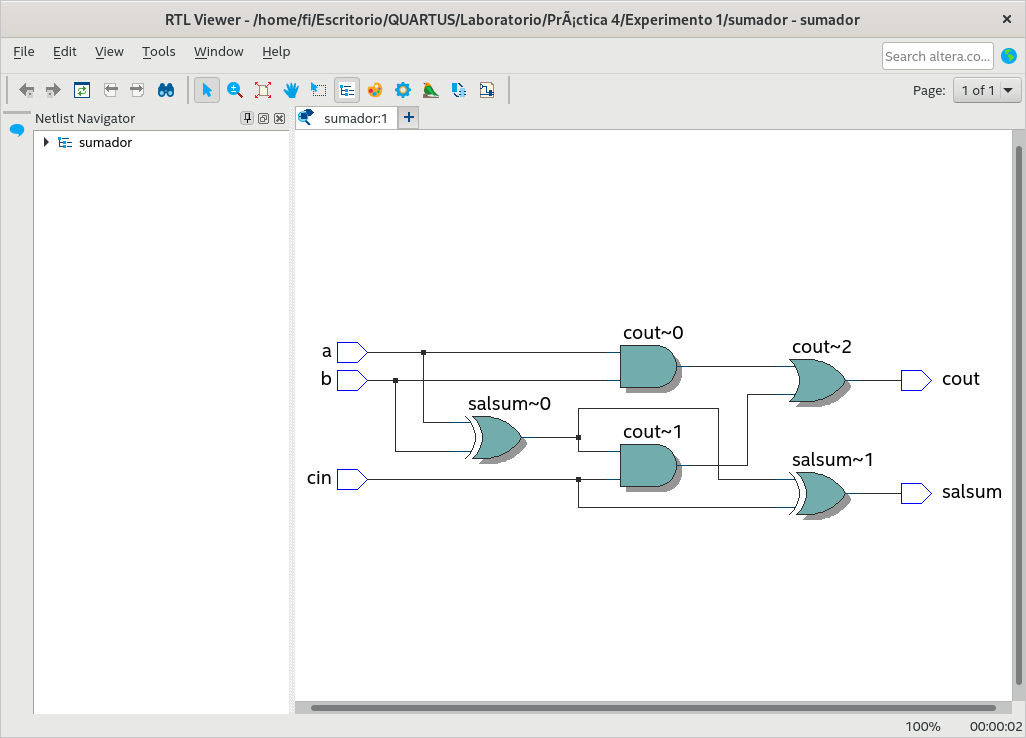 RTL Viewer - /home/fi/Escritorio/QUARTUS/Laboratorio/PrÃ¡ctica 4/Experimento 1/sumador - sumador
File Edit View Tools Window Help
Search altera.co...
Page: 1 of 1
Netlist Navigator
sumador:1
sumador
cout~0
a
cout~2
b
cout
salsum~0
cout~1
salsum~1
cin
salsum
100% 00:00:02